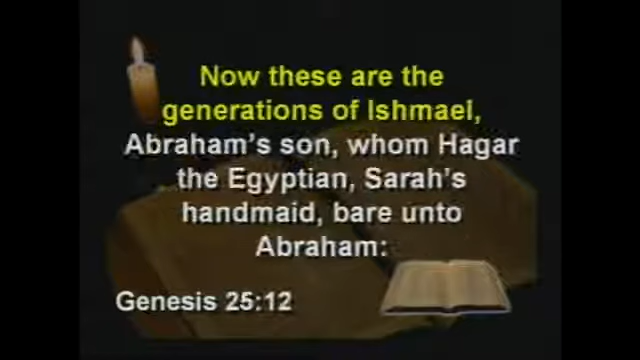 Now these are the
generations of Ishmael,
Abraham's son, whom Hagar
the Egyptian, Sarah's
handmaid, bare unto
Abraham:
Genesis 25:12